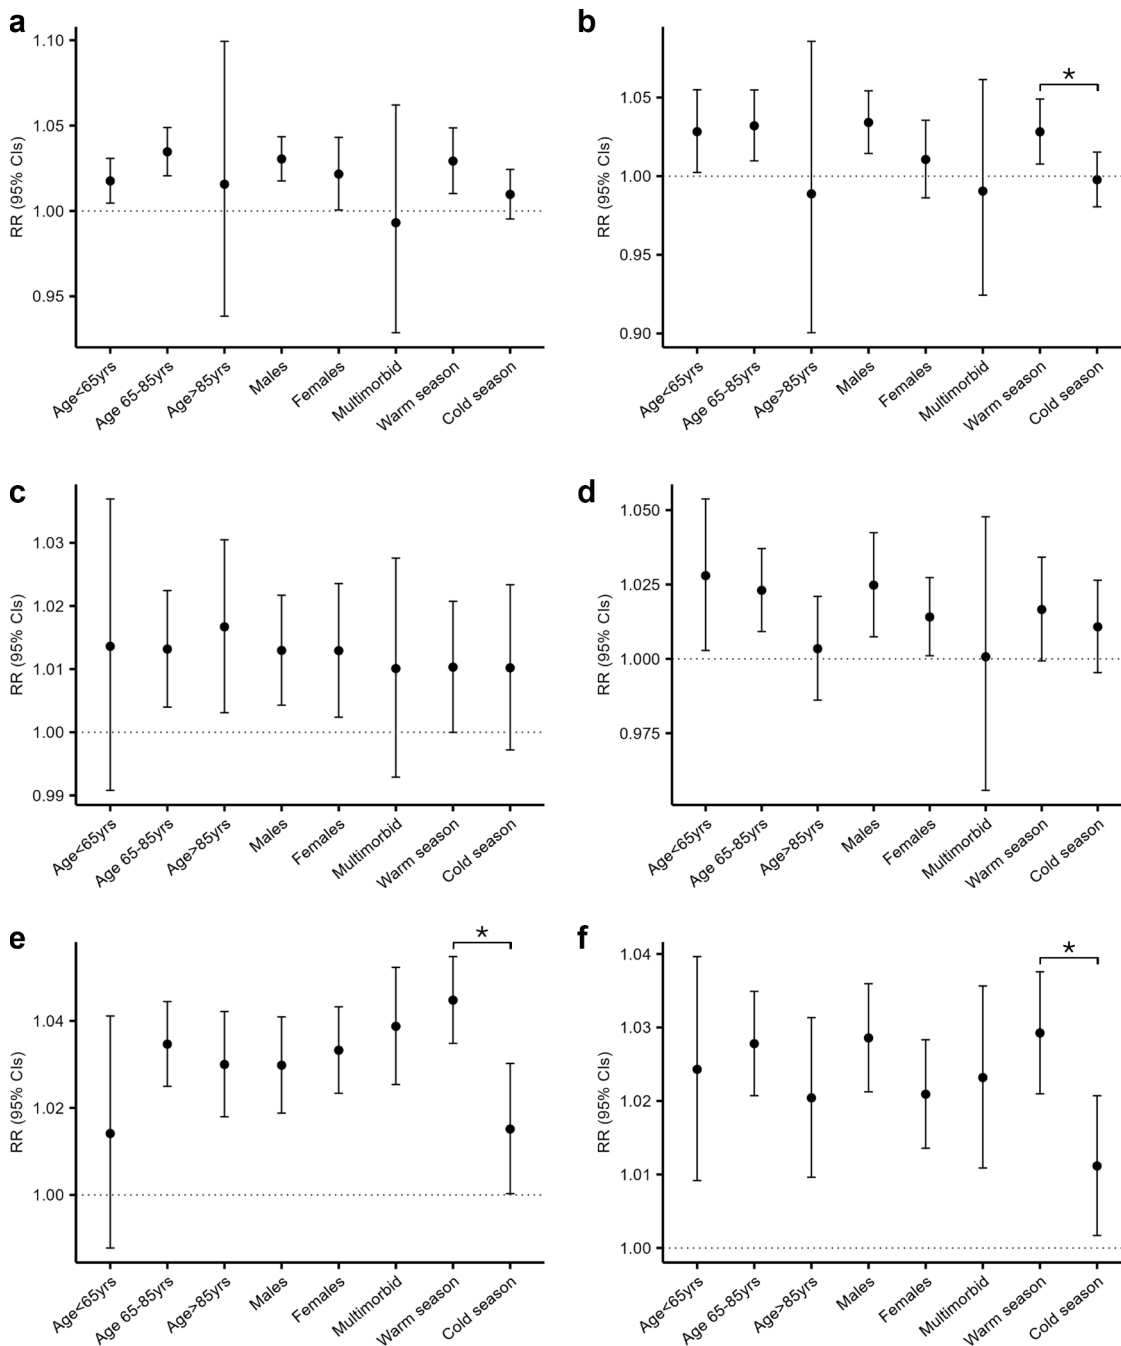 a
1.10
1.05
1.00
0.95
RR (95% CIs)
Age<65yrs
Age 65-85yrs
Age>85yrs
Males
Females
Multimorbid
Warm season
Cold season
b
*
1.05
1.00
0.95
0.90
RR (95% CIs)
Age<65yrs
Age 65-85yrs
Age>85yrs
Males
Females
Multimorbid
Warm season
Cold season
c
1.03
1.02
1.01
1.00
0.99
RR (95% CIs)
Age<65yrs
Age 65-85yrs
Age>85yrs
Males
Females
Multimorbid
Warm season
Cold season
d
1.050
1.025
1.000
0.975
RR (95% CIs)
Age<65yrs
Age 65-85yrs
Age>85yrs
Males
Females
Multimorbid
Warm season
Cold season
e
*
1.04
1.02
1.00
RR (95% CIs)
Age<65yrs
Age 65-85yrs
Age>85yrs
Males
Females
Multimorbid
Warm season
Cold season
f
*
1.04
1.03
1.02
1.01
1.00
RR (95% CIs)
Age<65yrs
Age 65-85yrs
Age>85yrs
Males
Females
Multimorbid
Warm season
Cold season